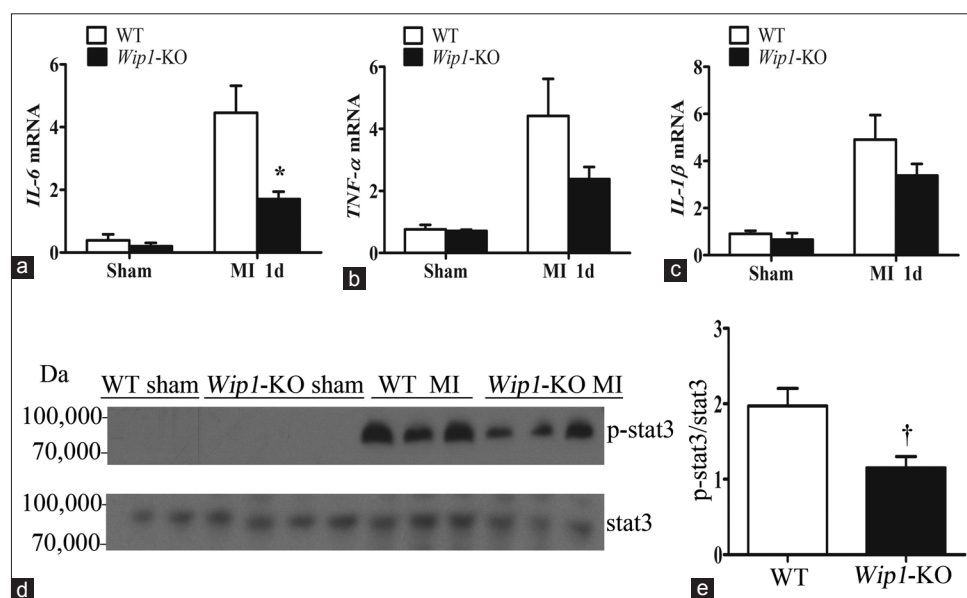 WT
Wip1-KO
6
4
2
0
IL-6 mRNA
*
Sham
MI 1d
a
WT
Wip1-KO
6
4
2
0
TNF-α mRNA
Sham
MI 1d
b
WT
Wip1-KO
8
6
4
2
0
IL-1β mRNA
Sham
MI 1d
c
Da
WT sham Wip1-KO sham WT MI Wip1-KO MI
100,000
70,000
p-stat3
100,000
70,000
stat3
d
3
2
1
0
p-stat3/stat3
†
WT
Wip1-KO
e